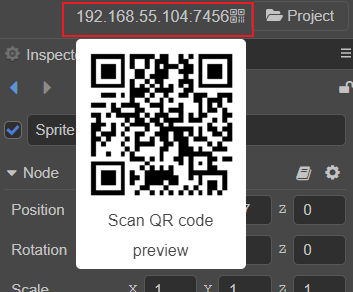 192.168.55.104:7456 Project
Inspecto
Sprite
Scan QR code
preview
Node
Position 7 Z 0
Rotation Z 0
Scale X 1 Y 1 Z 1